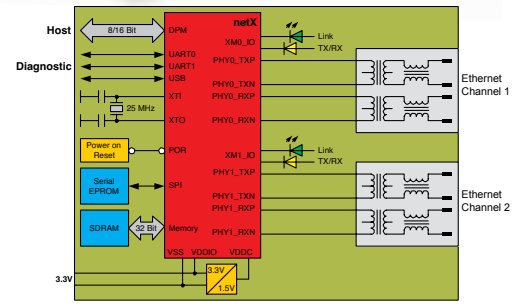 netX
Host
8/16 Bit
DPM
XM0_IO
Link
TX/RX
Diagnostic
UART0
UART1
USB
PHY0_TXP
PHY0_TXN
PHY0_RXP
PHY0_RXN
Ethernet
Channel 1
XTI
25 MHz
XTO
Power on
Reset
POR
XM1_IO
Link
TX/RX
Serial
EPROM
SPI
PHY1_TXP
PHY1_TXN
PHY1_RXP
PHY1_RXN
Ethernet
Channel 2
SDRAM
32 Bit
Memory
VSS VDDIO VDDC
3.3V
3.3V
1.5V